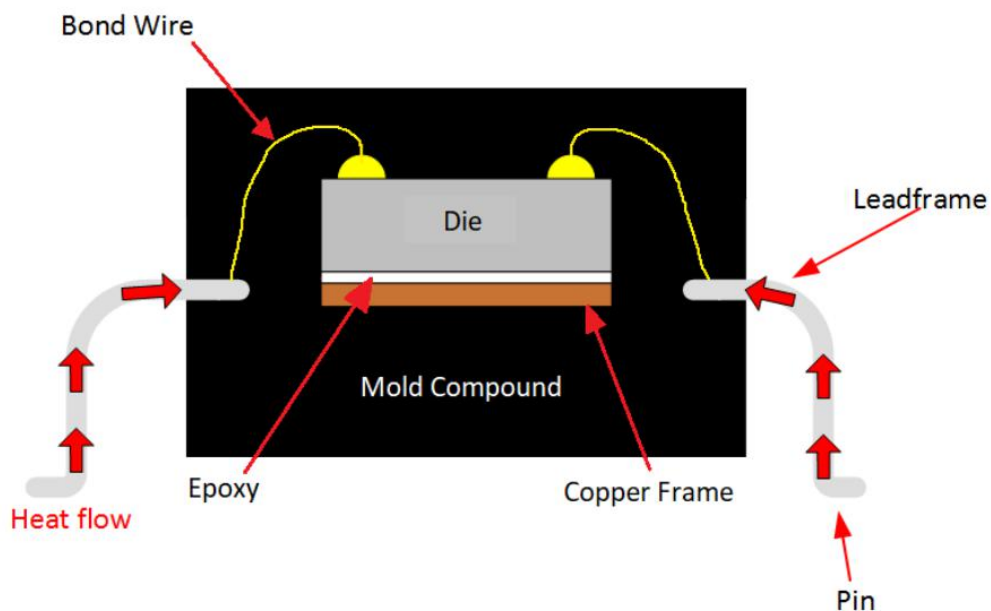 Bond Wire
Leadframe
Die
Mold Compound
Epoxy
Copper Frame
Heat flow
Pin